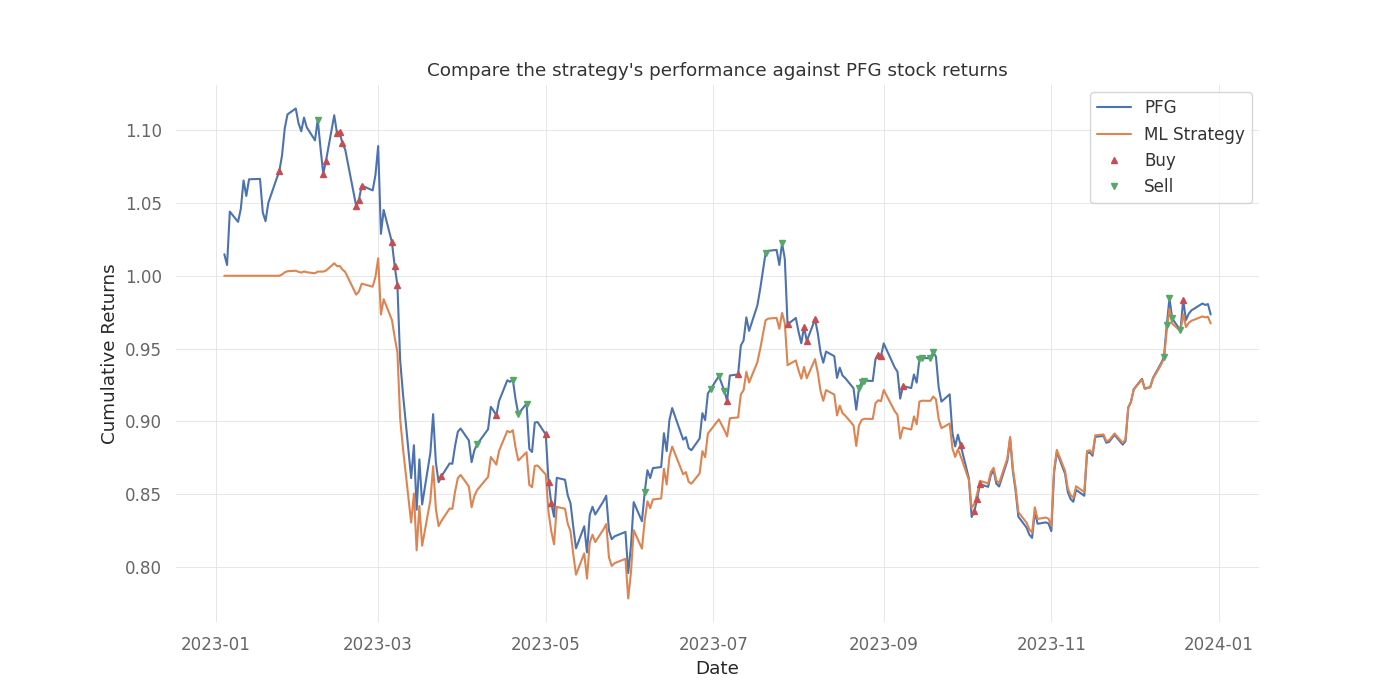 Compare the strategy's performance against PFG stock returns
PFG
ML Strategy
Buy
Sell
Cumulative Returns
1.10
1.05
1.00
0.95
0.90
0.85
0.80
2023-01
2023-03
2023-05
2023-07
2023-09
2023-11
2024-01
Date